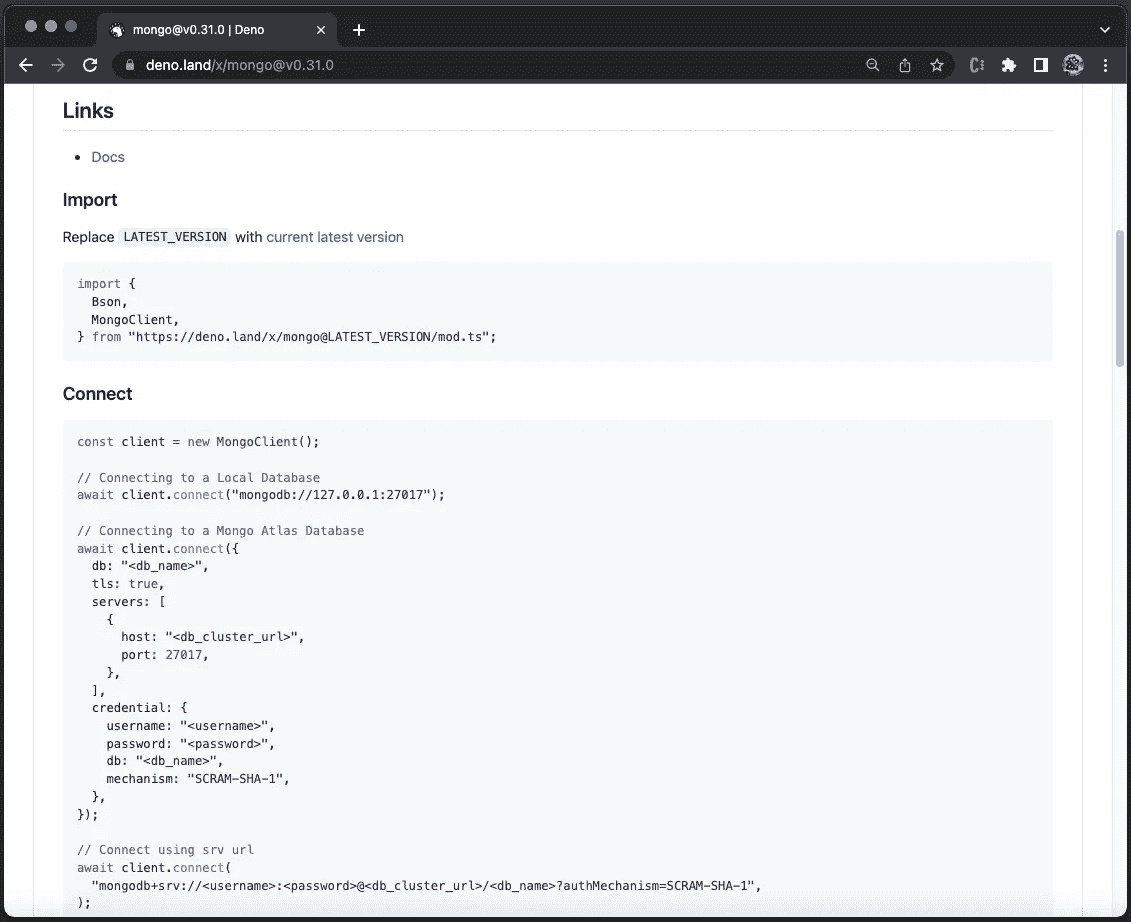 mongo@v0.31.0 | Deno
deno.land/x/mongo@v0.31.0
Links
• Docs
Import
Replace LATEST_VERSION with current latest version
import {
  Bson,
  MongoClient,
} from "https://deno.land/x/mongo@LATEST_VERSION/mod.ts";
Connect
const client = new MongoClient();
// Connecting to a Local Database
await client.connect("mongodb://127.0.0.1:27017");
// Connecting to a Mongo Atlas Database
await client.connect({
  db: "<db_name>",
  tls: true,
  servers: [
    {
      host: "<db_cluster_url>",
      port: 27017,
    },
  ],
  credential: {
    username: "<username>",
    password: "<password>",
    db: "<db_name>",
    mechanism: "SCRAM-SHA-1",
  },
});
// Connect using srv url
await client.connect(
  "mongodb+srv://<username>:<password>@<db_cluster_url>/<db_name>?authMechanism=SCRAM-SHA-1",
);